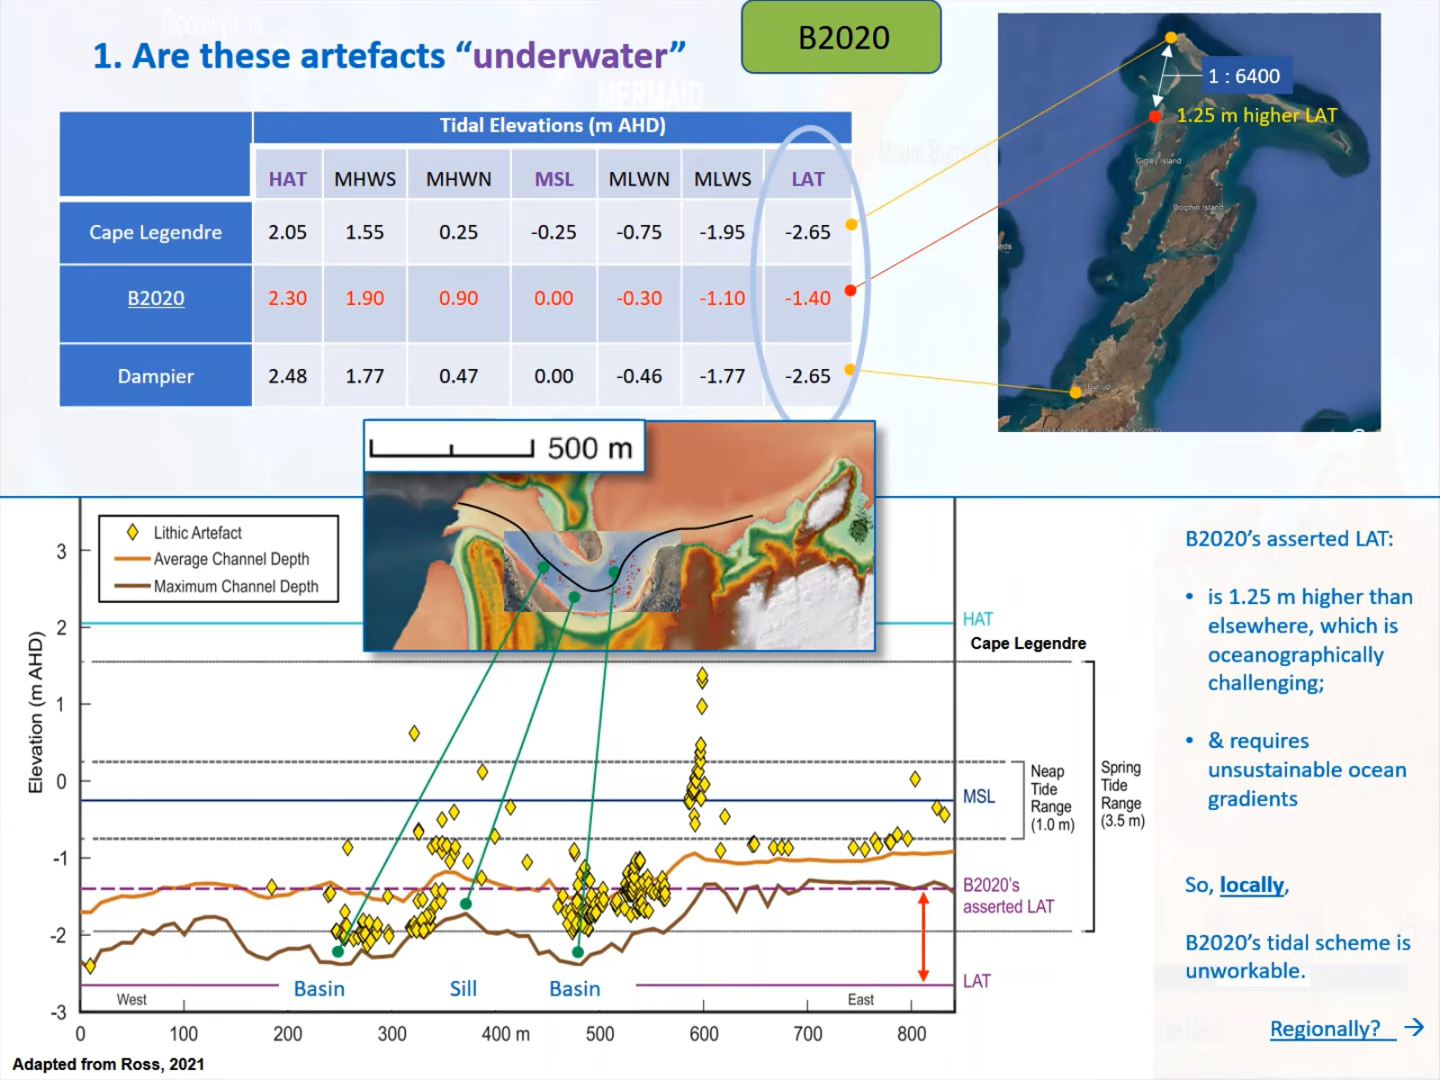 1. Are these artefacts “underwater”
B2020
Tidal Elevations (m AHD)
HAT MHWS MHWN MSL MLWN MLWS LAT
Cape Legendre 2.05 1.55 0.25 -0.25 -0.75 -1.95 -2.65
B2020 2.30 1.90 0.90 0.00 -0.30 -1.10 -1.40
Dampier 2.48 1.77 0.47 0.00 -0.46 -1.77 -2.65
1 : 6400
1.25 m higher LAT
Gidley Island
Dolphin Island
Burrup
500 m
Lithic Artefact
Average Channel Depth
Maximum Channel Depth
Elevation (m AHD)
3
2
1
0
-1
-2
-3
HAT
Cape Legendre
MSL
Neap
Tide
Range
(1.0 m)
Spring
Tide
Range
(3.5 m)
B2020’s
asserted LAT
LAT
Basin
Sill
Basin
West
East
0 100 200 300 400 m 500 600 700 800
Adapted from Ross, 2021
B2020’s asserted LAT:
• is 1.25 m higher than
elsewhere, which is
oceanographically
challenging;
• & requires
unsustainable ocean
gradients
So, locally,
B2020’s tidal scheme is
unworkable.
Regionally? →